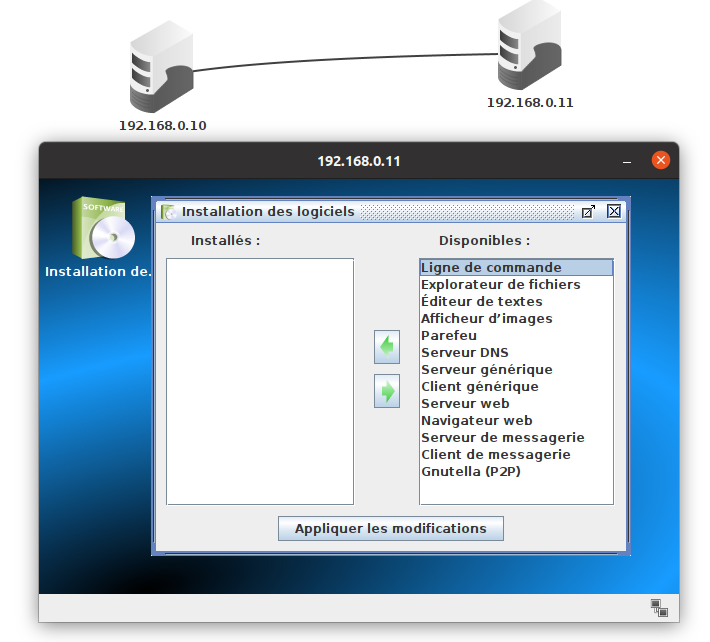 192.168.0.11
192.168.0.10
192.168.0.11
SOFTWARE
Installation de.
Installation des logiciels
Installés :
Disponibles :
Ligne de commande
Explorateur de fichiers
Éditeur de textes
Afficheur d’images
Parefeu
Serveur DNS
Serveur générique
Client générique
Serveur web
Navigateur web
Serveur de messagerie
Client de messagerie
Gnutella (P2P)
Appliquer les modifications